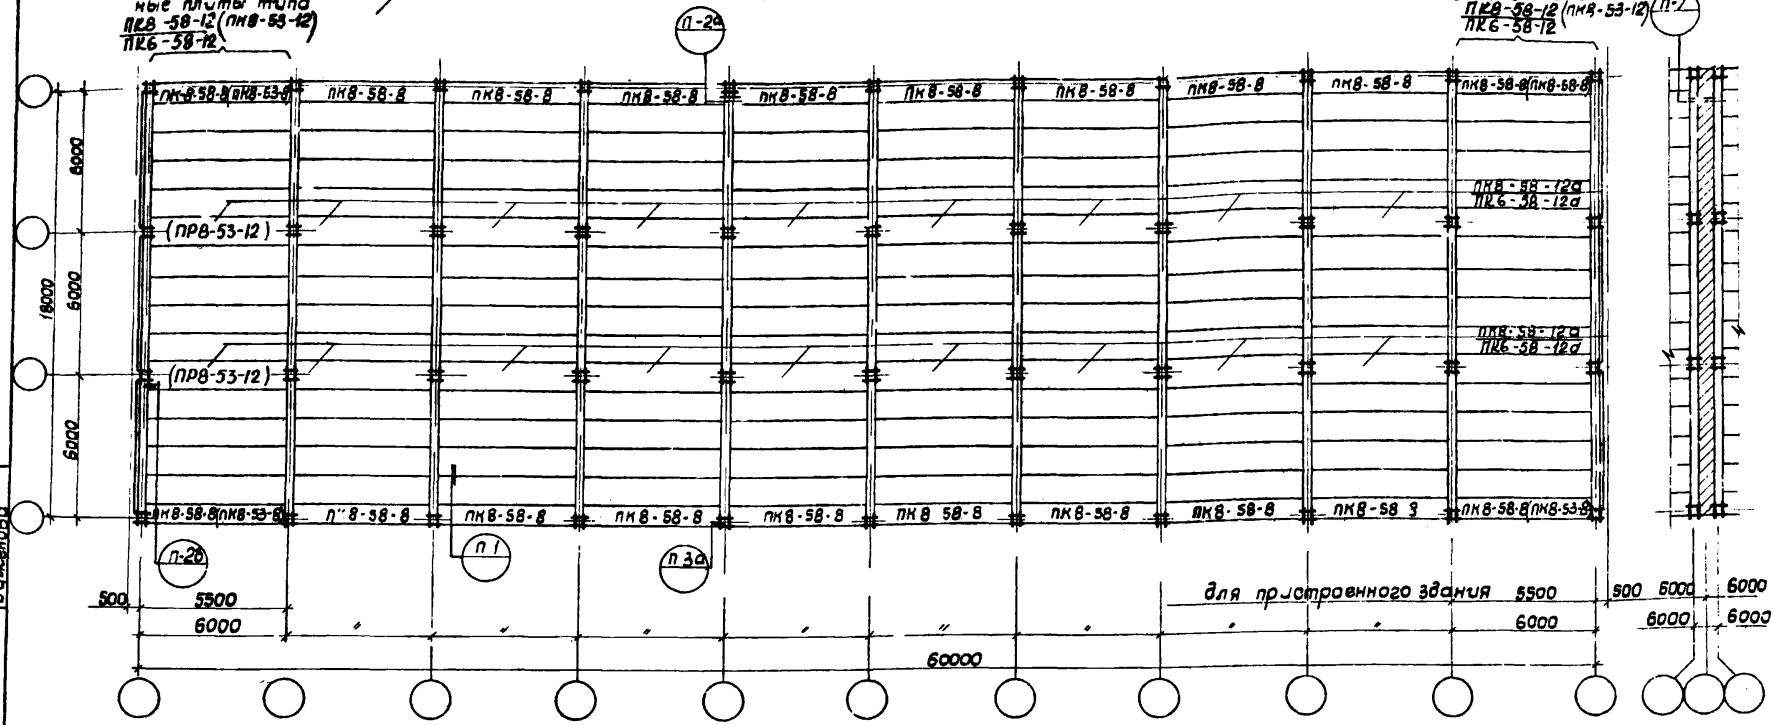 ные плиты типа
ПК8-58-12 (ПК8-53-12)
ПК6-58-12
П-2а
ПК8-58-12 (ПК8-53-12)
ПК6-58-12
ПК8-58-8 (ПК8-53-8) ПК8-58-8 ПК8-58-8 ПК8-58-8 ПК8-58-8 ПК8-58-8 ПК8-58-8 ПК8-58-8 ПК8-58-8 ПК8-58-8 (ПК8-58-8)
6000
ПК8-58-12а
ПК6-58-12а
(ПР8-53-12)
18000
6000
ПК8-58-12а
ПК6-58-12а
(ПР8-53-12)
6000
ПК8-58-8 (ПК8-53-8) П"8-58-8 ПК8-58-8 ПК8-58-8 ПК8-58-8 ПК8 58-8 ПК8-58-8 ПК8-58-8 ПК8-58 8 ПК8-58-8 (ПК8-53-8)
П-2б П 1 П 3а
500 5500 для пристроенного здания 5500 500 6000 6000
6000 " " " " " " " " 6000 6000 6000
60000